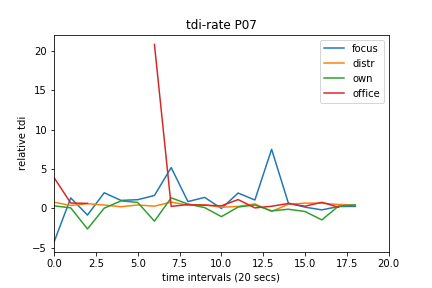 tdi-rate P07
focus
distr
own
office
relative tdi
20
15
10
5
0
−5
0.0 2.5 5.0 7.5 10.0 12.5 15.0 17.5 20.0
time intervals (20 secs)